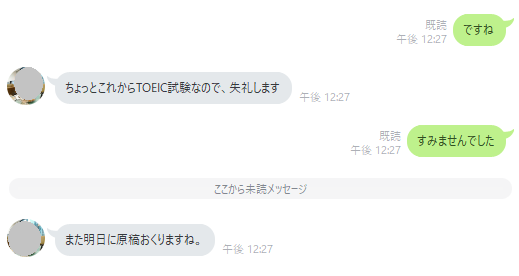 既読
午後 12:27
ですね
ちょっとこれからTOEIC試験なので、失礼します
午後 12:27
既読
午後 12:27
すみませんでした
ここから未読メッセージ
また明日に原稿おくりますね。
午後 12:27